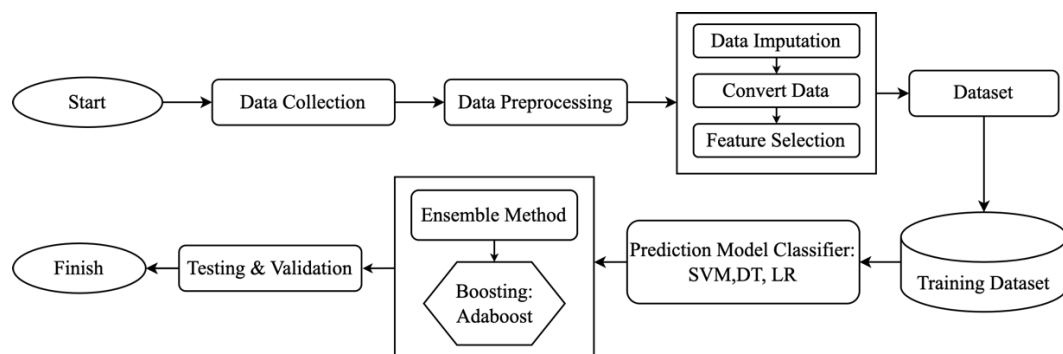 Start
Data Collection
Data Preprocessing
Data Imputation
Convert Data
Feature Selection
Dataset
Training Dataset
Prediction Model Classifier:
SVM,DT, LR
Ensemble Method
Boosting:
Adaboost
Testing & Validation
Finish